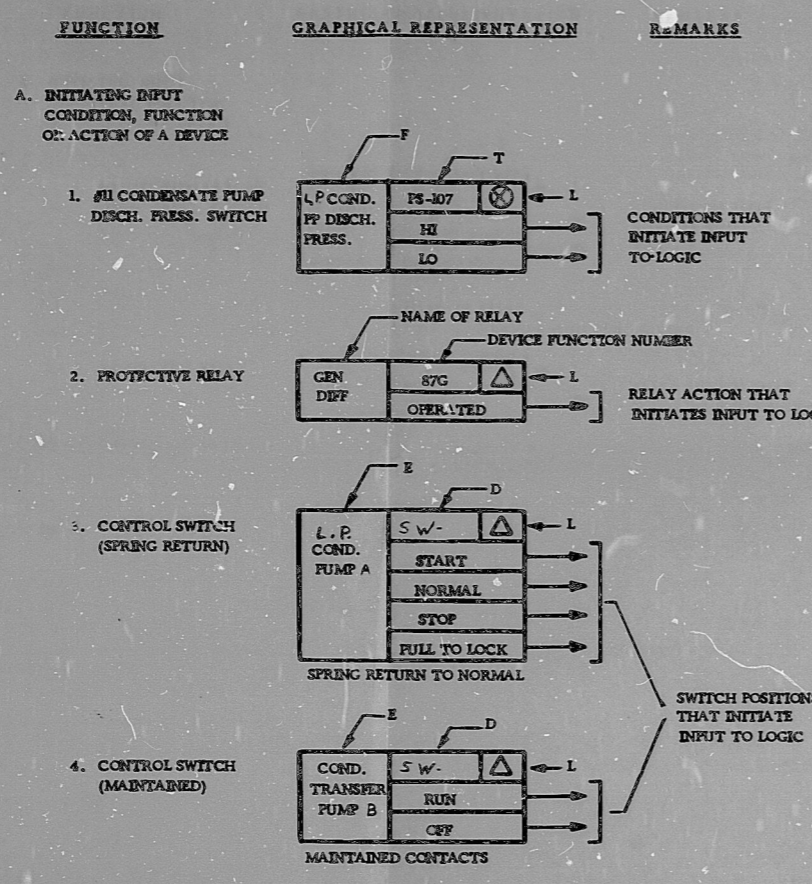 FUNCTION GRAPHICAL REPRESENTATION REMARKS
A. INITIATING INPUT
CONDITION, FUNCTION
OR ACTION OF A DEVICE
F
T
1. #11 CONDENSATE PUMP
DISCH. PRESS. SWITCH
L.P COND.
PP DISCH.
PRESS.
PS-107
L
HI
LO
CONDITIONS THAT
INITIATE INPUT
TO LOGIC
NAME OF RELAY
DEVICE FUNCTION NUMBER
2. PROTECTIVE RELAY
GEN
DIFF
87G
L
OPERATED
RELAY ACTION THAT
INITIATES INPUT TO LOG
E
D
3. CONTROL SWITCH
(SPRING RETURN)
L.P.
COND.
PUMP A
SW-
L
START
NORMAL
STOP
PULL TO LOCK
SPRING RETURN TO NORMAL
SWITCH POSITIONS
THAT INITIATE
INPUT TO LOGIC
E
D
4. CONTROL SWITCH
(MAINTAINED)
COND.
TRANSFER
PUMP B
SW-
L
RUN
OFF
MAINTAINED CONTACTS